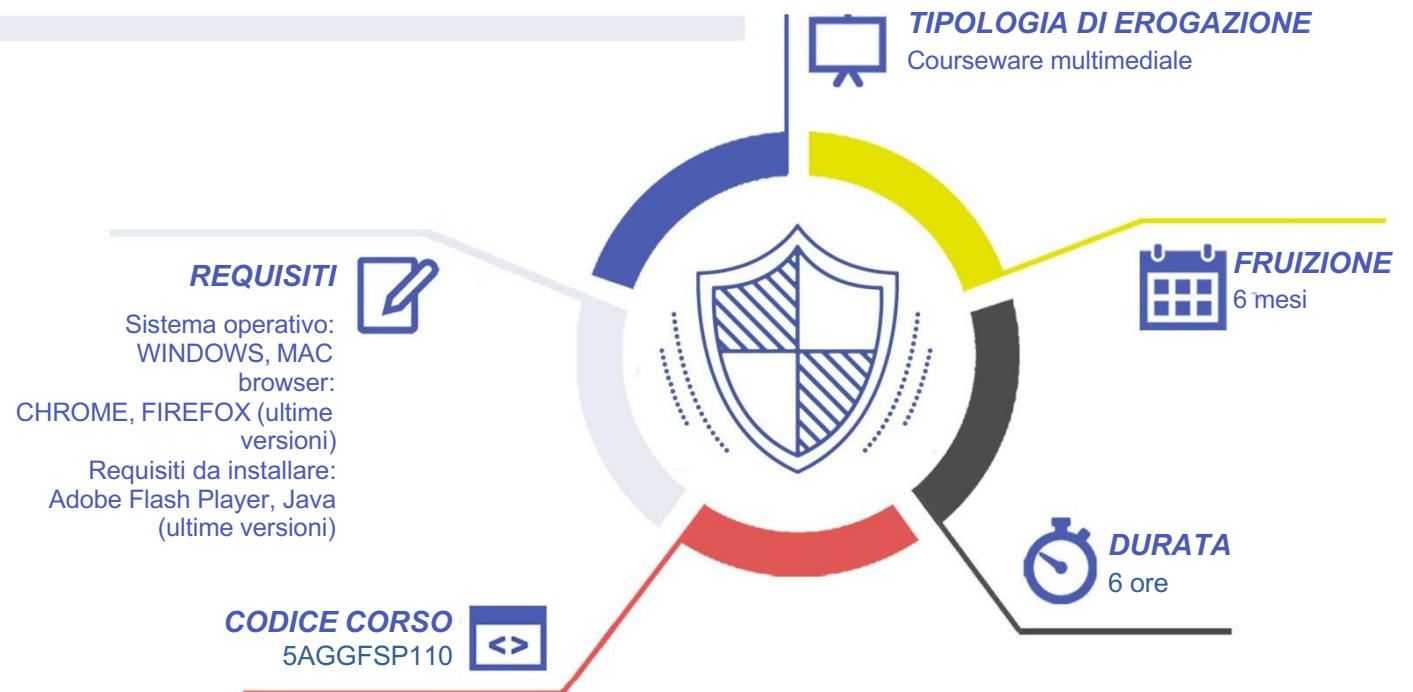 TIPOLOGIA DI EROGAZIONE
Courseware multimediale
REQUISITI
Sistema operativo:
WINDOWS, MAC
browser:
CHROME, FIREFOX (ultime
versioni)
Requisiti da installare:
Adobe Flash Player, Java
(ultime versioni)
FRUIZIONE
6 mesi
DURATA
6 ore
CODICE CORSO
5AGGFSP110
<>